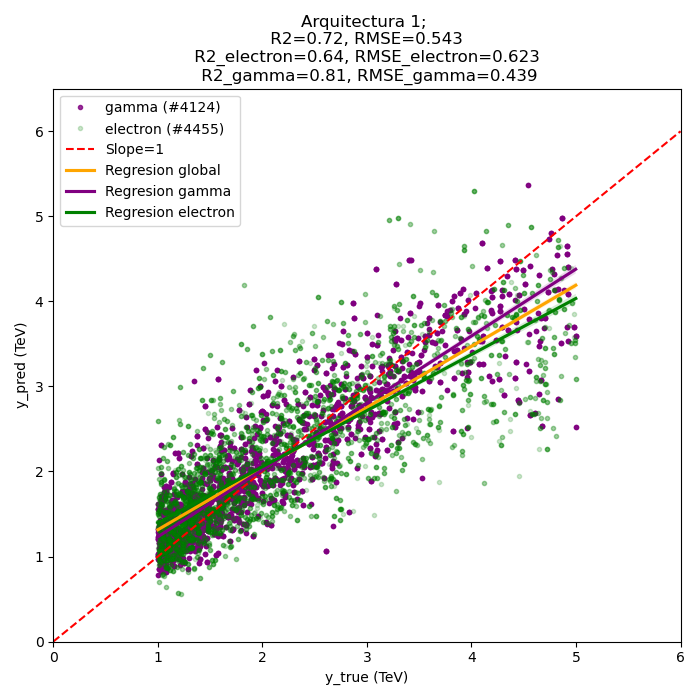 Arquitectura 1;
R2=0.72, RMSE=0.543
R2_electron=0.64, RMSE_electron=0.623
R2_gamma=0.81, RMSE_gamma=0.439
gamma (#4124)
electron (#4455)
Slope=1
Regresion global
Regresion gamma
Regresion electron
y_pred (TeV)
6
5
4
3
2
1
0
0 1 2 3 4 5 6
y_true (TeV)